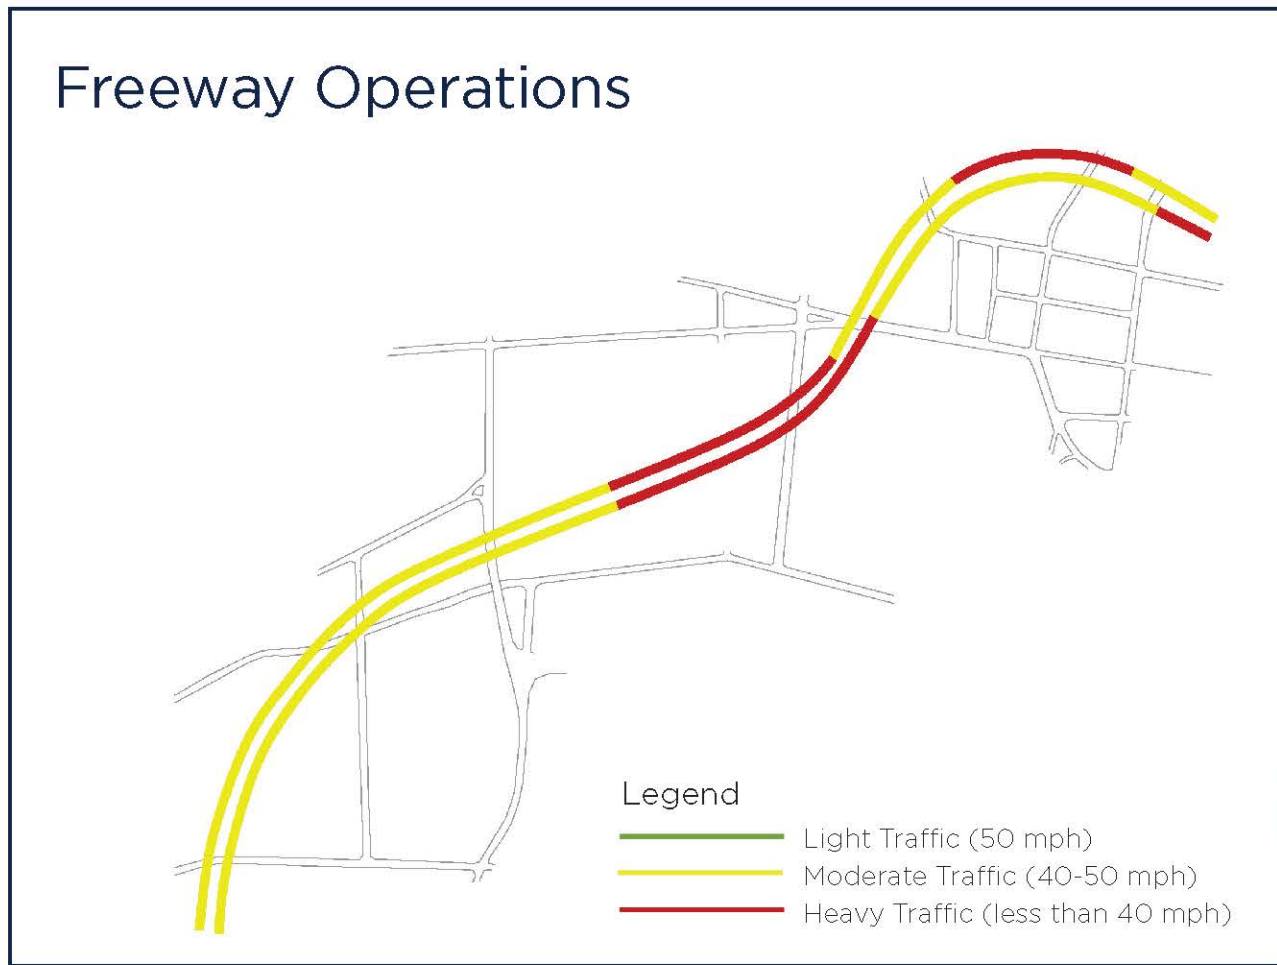 Freeway Operations
Legend
Light Traffic (50 mph)
Moderate Traffic (40-50 mph)
Heavy Traffic (less than 40 mph)